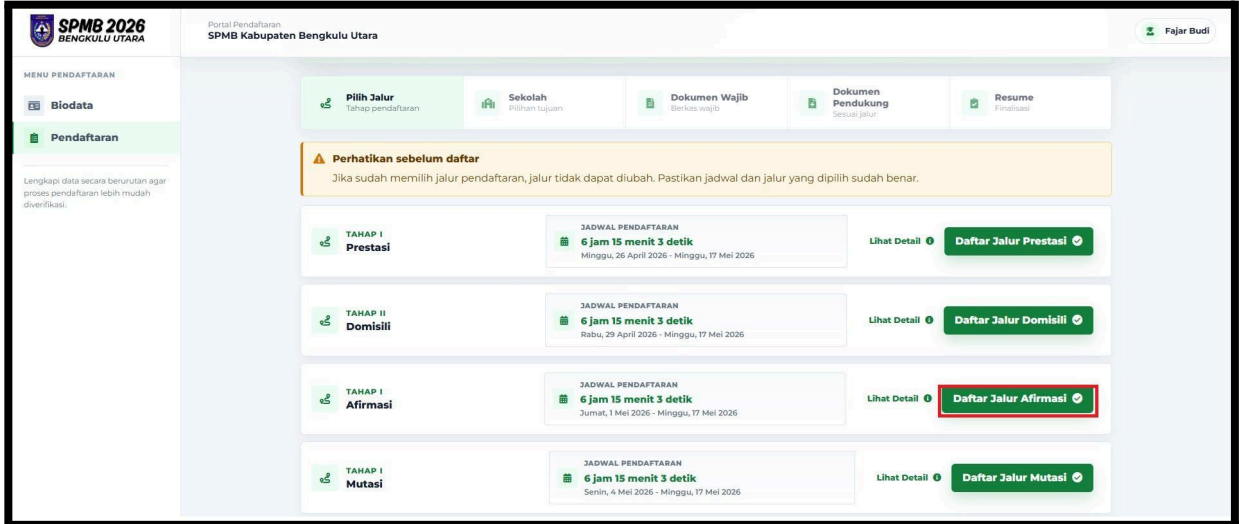 SPMB 2026
BENGKULU UTARA
Portal Pendaftaran
SPMB Kabupaten Bengkulu Utara
Fajar Budi
MENU PENDAFTARAN
Biodata
Pendaftaran
Lengkapi data secara berurutan agar
proses pendaftaran lebih mudah
diverifikasi.
Pilih Jalur
Tahap pendaftaran
Sekolah
Pilihan tujuan
Dokumen Wajib
Berkas wajib
Dokumen
Pendukung
Sesuai jalur
Resume
Finalisasi
Perhatikan sebelum daftar
Jika sudah memilih jalur pendaftaran, jalur tidak dapat diubah. Pastikan jadwal dan jalur yang dipilih sudah benar.
TAHAP I
Prestasi
JADWAL PENDAFTARAN
6 jam 15 menit 3 detik
Minggu, 26 April 2026 - Minggu, 17 Mei 2026
Lihat Detail
Daftar Jalur Prestasi
TAHAP II
Domisili
JADWAL PENDAFTARAN
6 jam 15 menit 3 detik
Rabu, 29 April 2026 - Minggu, 17 Mei 2026
Lihat Detail
Daftar Jalur Domisili
TAHAP I
Afirmasi
JADWAL PENDAFTARAN
6 jam 15 menit 3 detik
Jumat, 1 Mei 2026 - Minggu, 17 Mei 2026
Lihat Detail
Daftar Jalur Afirmasi
TAHAP I
Mutasi
JADWAL PENDAFTARAN
6 jam 15 menit 3 detik
Senin, 4 Mei 2026 - Minggu, 17 Mei 2026
Lihat Detail
Daftar Jalur Mutasi